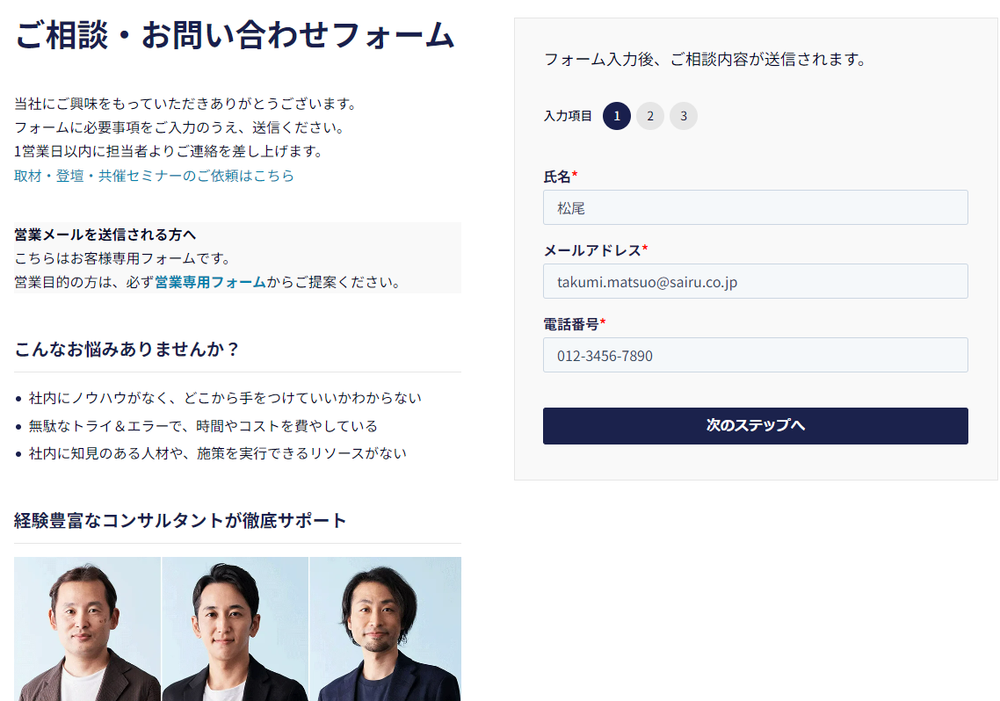 ご相談・お問い合わせフォーム
当社にご興味をもっていただきありがとうございます。
フォームに必要事項をご入力のうえ、送信ください。
1営業日以内に担当者よりご連絡を差し上げます。
取材・登壇・共催セミナーのご依頼はこちら
営業メールを送信される方へ
こちらはお客様専用フォームです。
営業目的の方は、必ず営業専用フォームからご提案ください。
こんなお悩みありませんか？
• 社内にノウハウがなく、どこから手をつけていいかわからない
• 無駄なトライ＆エラーで、時間やコストを費やしている
• 社内に知見のある人材や、施策を実行できるリソースがない
経験豊富なコンサルタントが徹底サポート
フォーム入力後、ご相談内容が送信されます。
入力項目 1 2 3
氏名*
松尾
メールアドレス*
takumi.matsuo@sairu.co.jp
電話番号*
012-3456-7890
次のステップへ